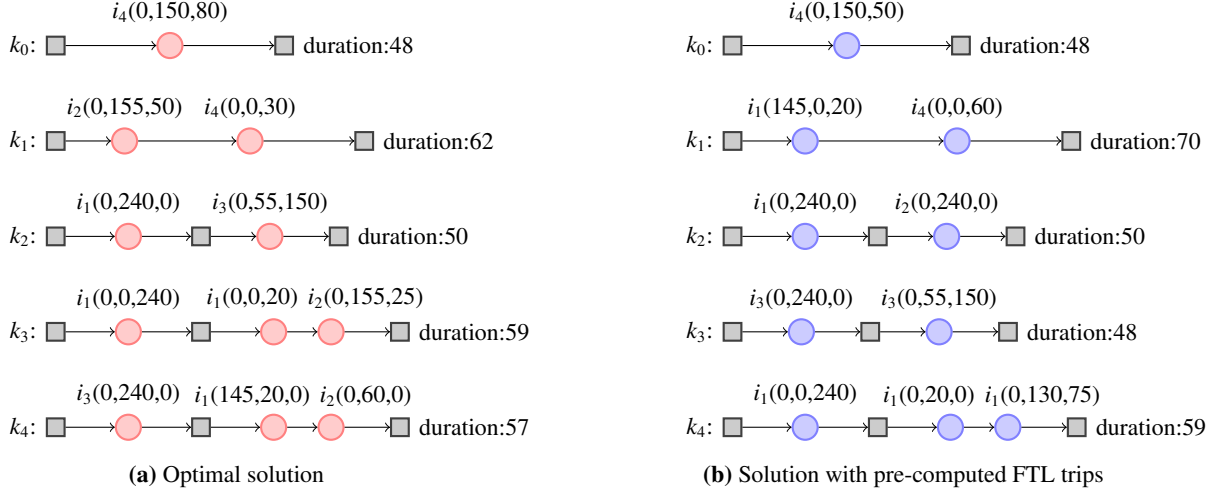 i4(0,150,80)
k0: duration:48
i2(0,155,50) i4(0,0,30)
k1: duration:62
i1(0,240,0) i3(0,55,150)
k2: duration:50
i1(0,0,240) i1(0,0,20) i2(0,155,25)
k3: duration:59
i3(0,240,0) i1(145,20,0) i2(0,60,0)
k4: duration:57
(a) Optimal solution
i4(0,150,50)
k0: duration:48
i1(145,0,20) i4(0,0,60)
k1: duration:70
i1(0,240,0) i2(0,240,0)
k2: duration:50
i3(0,240,0) i3(0,55,150)
k3: duration:48
i1(0,0,240) i1(0,20,0) i1(0,130,75)
k4: duration:59
(b) Solution with pre-computed FTL trips